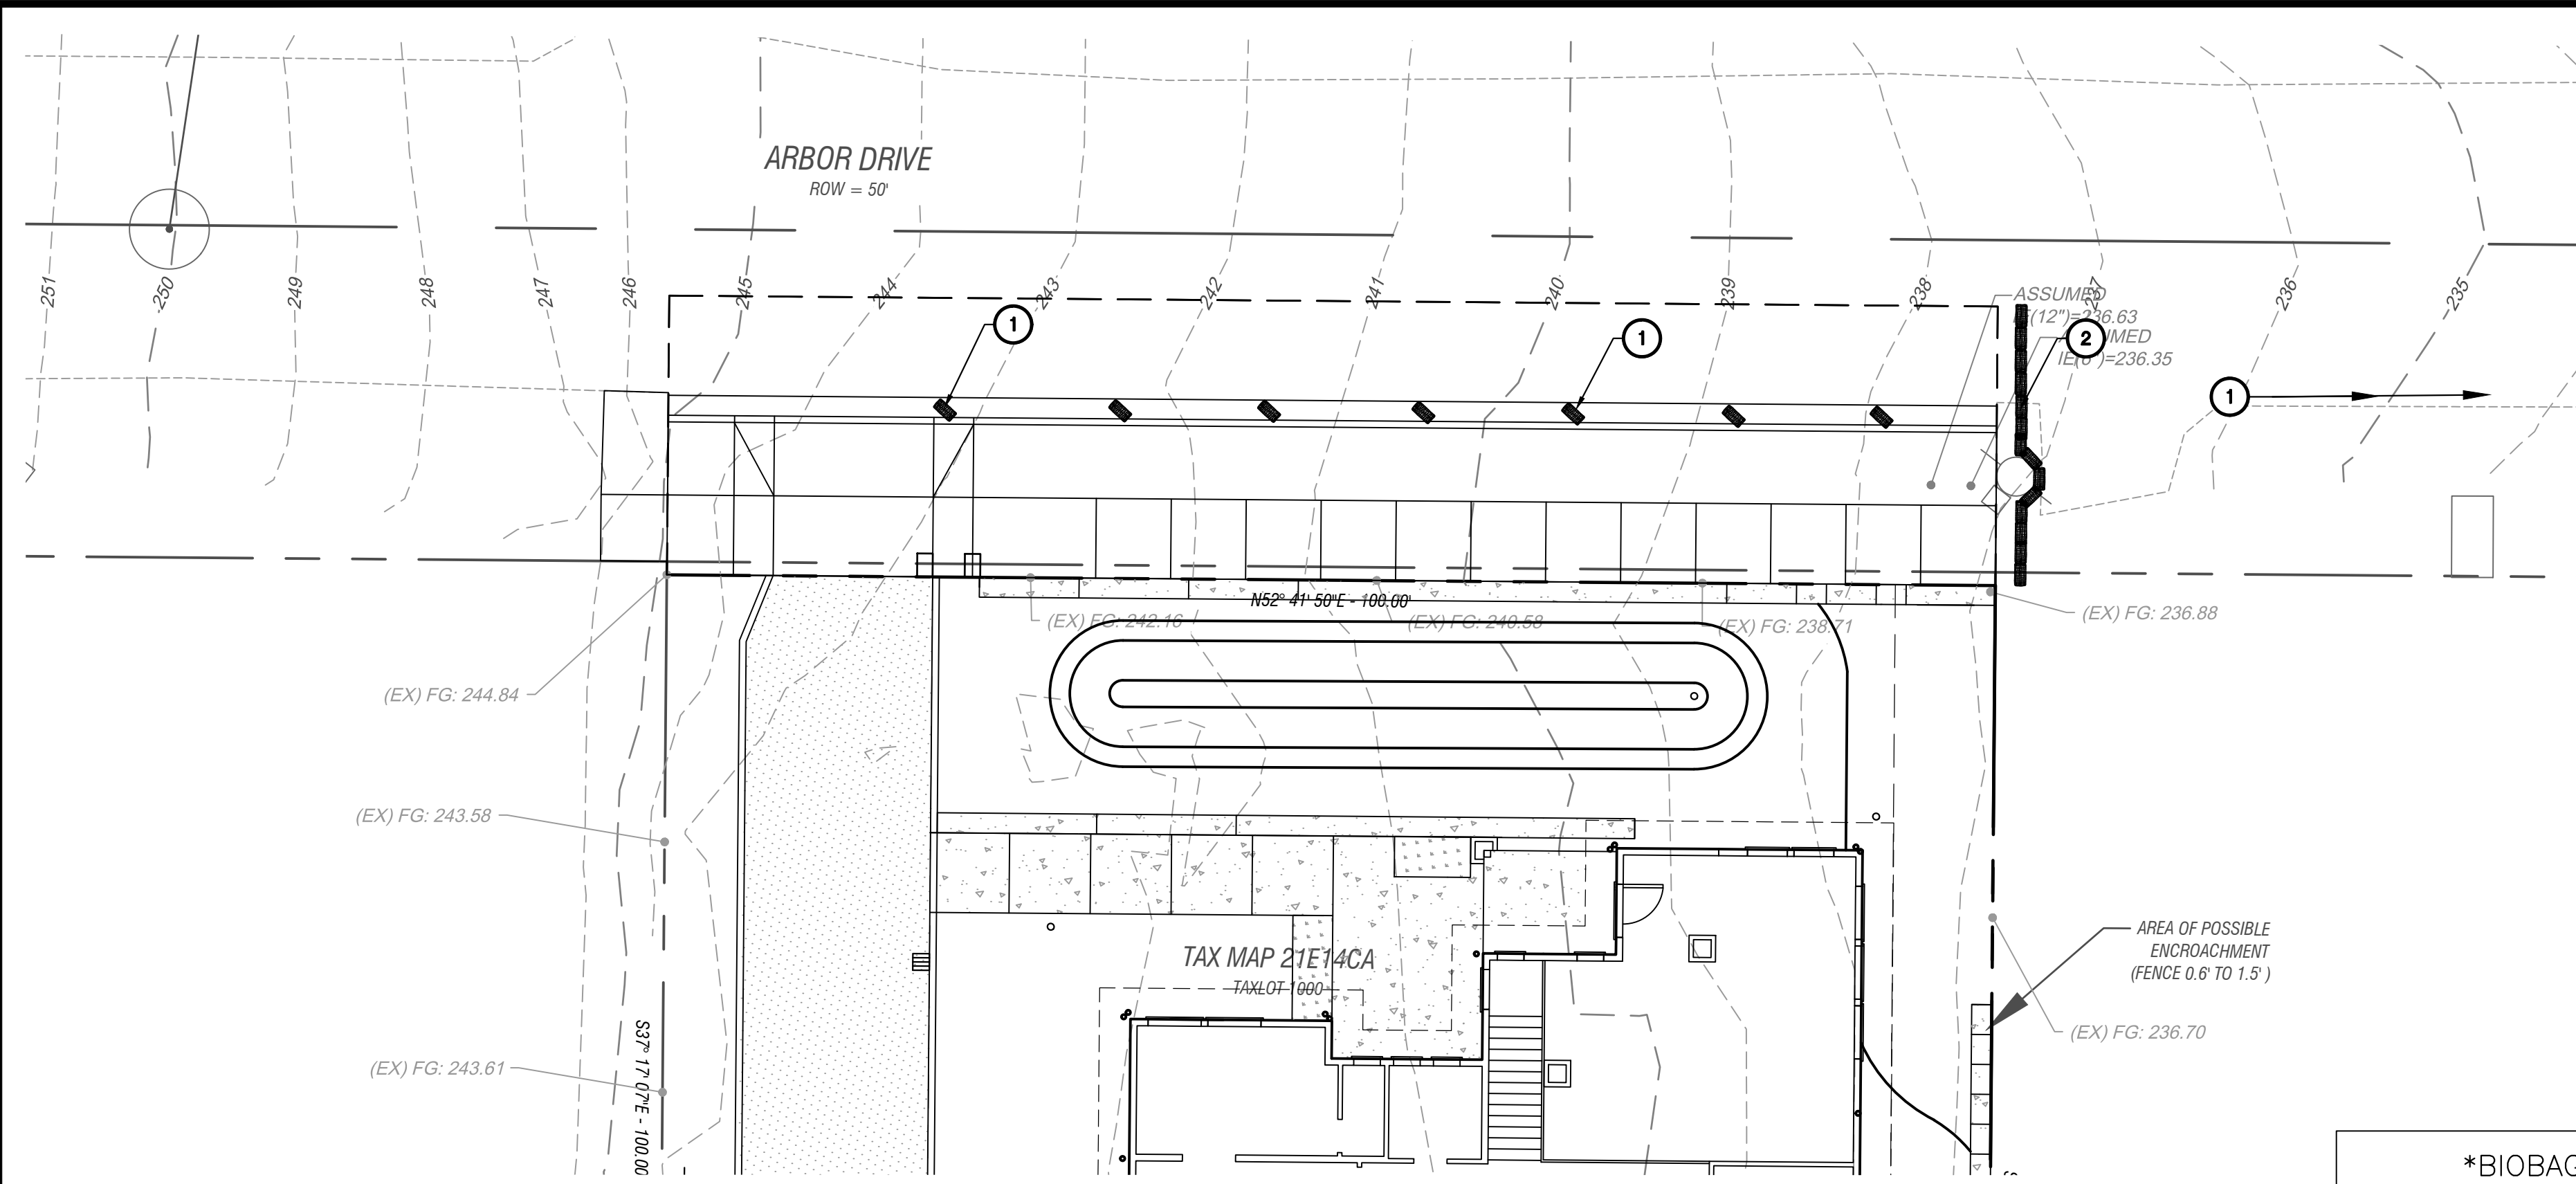 ARBOR DRIVE
ROW = 50'
251
250
249
248
247
246
245
244
243
242
241
240
239
238
237
236
235
ASSUMED
(12")=236.63
IE(6")=236.35
1
1
2
1
N52° 41' 50"E - 100.00'
(EX) FG: 242.16
(EX) FG: 240.58
(EX) FG: 238.71
(EX) FG: 236.88
(EX) FG: 244.84
(EX) FG: 243.58
(EX) FG: 243.61
S37° 17' 07"E - 100.00
TAX MAP 21E14CA
TAXLOT 1000
AREA OF POSSIBLE
ENCROACHMENT
(FENCE 0.6' TO 1.5' )
(EX) FG: 236.70
*BIOBAG